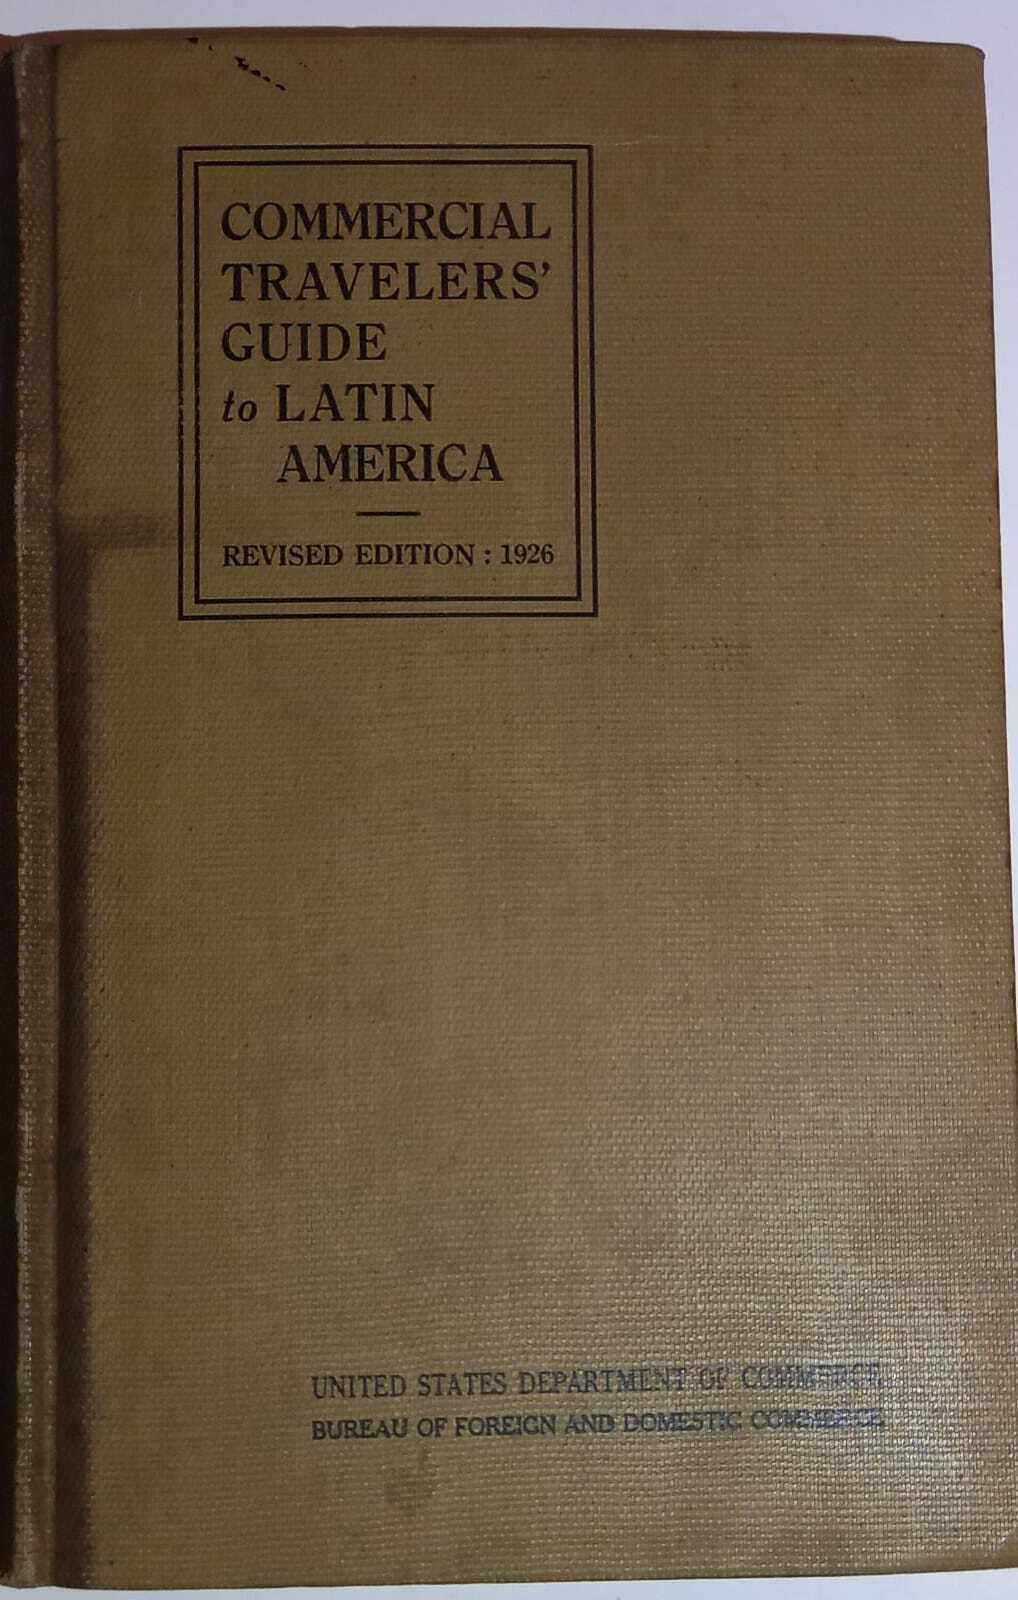 COMMERCIAL
TRAVELERS'
GUIDE
to LATIN
AMERICA
REVISED EDITION : 1926
UNITED STATES DEPARTMENT OF COMMERCE
BUREAU OF FOREIGN AND DOMESTIC COMMERCE